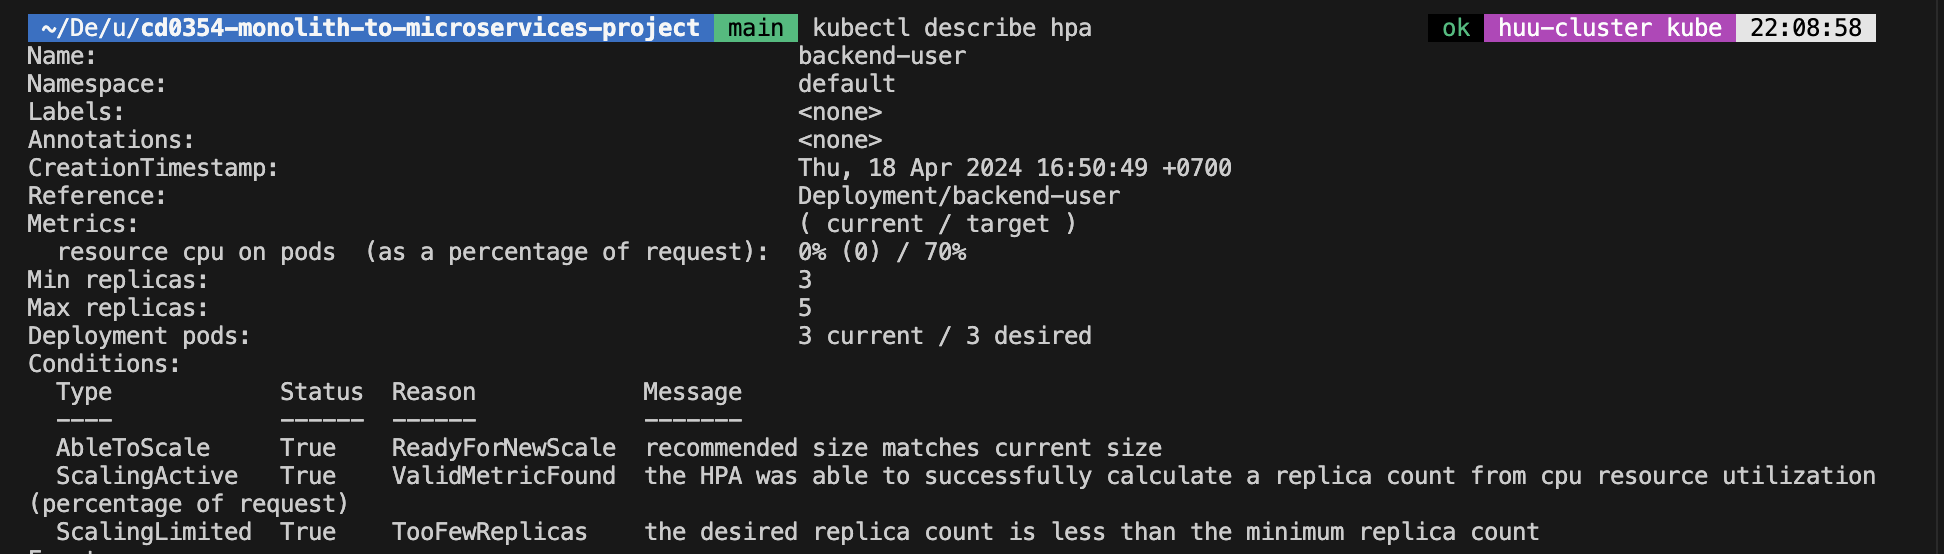 ~/De/u/cd0354-monolith-to-microservices-project main kubectl describe hpa ok huu-cluster kube 22:08:58
Name: backend-user
Namespace: default
Labels: <none>
Annotations: <none>
CreationTimestamp: Thu, 18 Apr 2024 16:50:49 +0700
Reference: Deployment/backend-user
Metrics: ( current / target )
resource cpu on pods (as a percentage of request): 0% (0) / 70%
Min replicas: 3
Max replicas: 5
Deployment pods: 3 current / 3 desired
Conditions:
Type Status Reason Message
---- ------ ------ -------
AbleToScale True ReadyForNewScale recommended size matches current size
ScalingActive True ValidMetricFound the HPA was able to successfully calculate a replica count from cpu resource utilization
(percentage of request)
ScalingLimited True TooFewReplicas the desired replica count is less than the minimum replica count